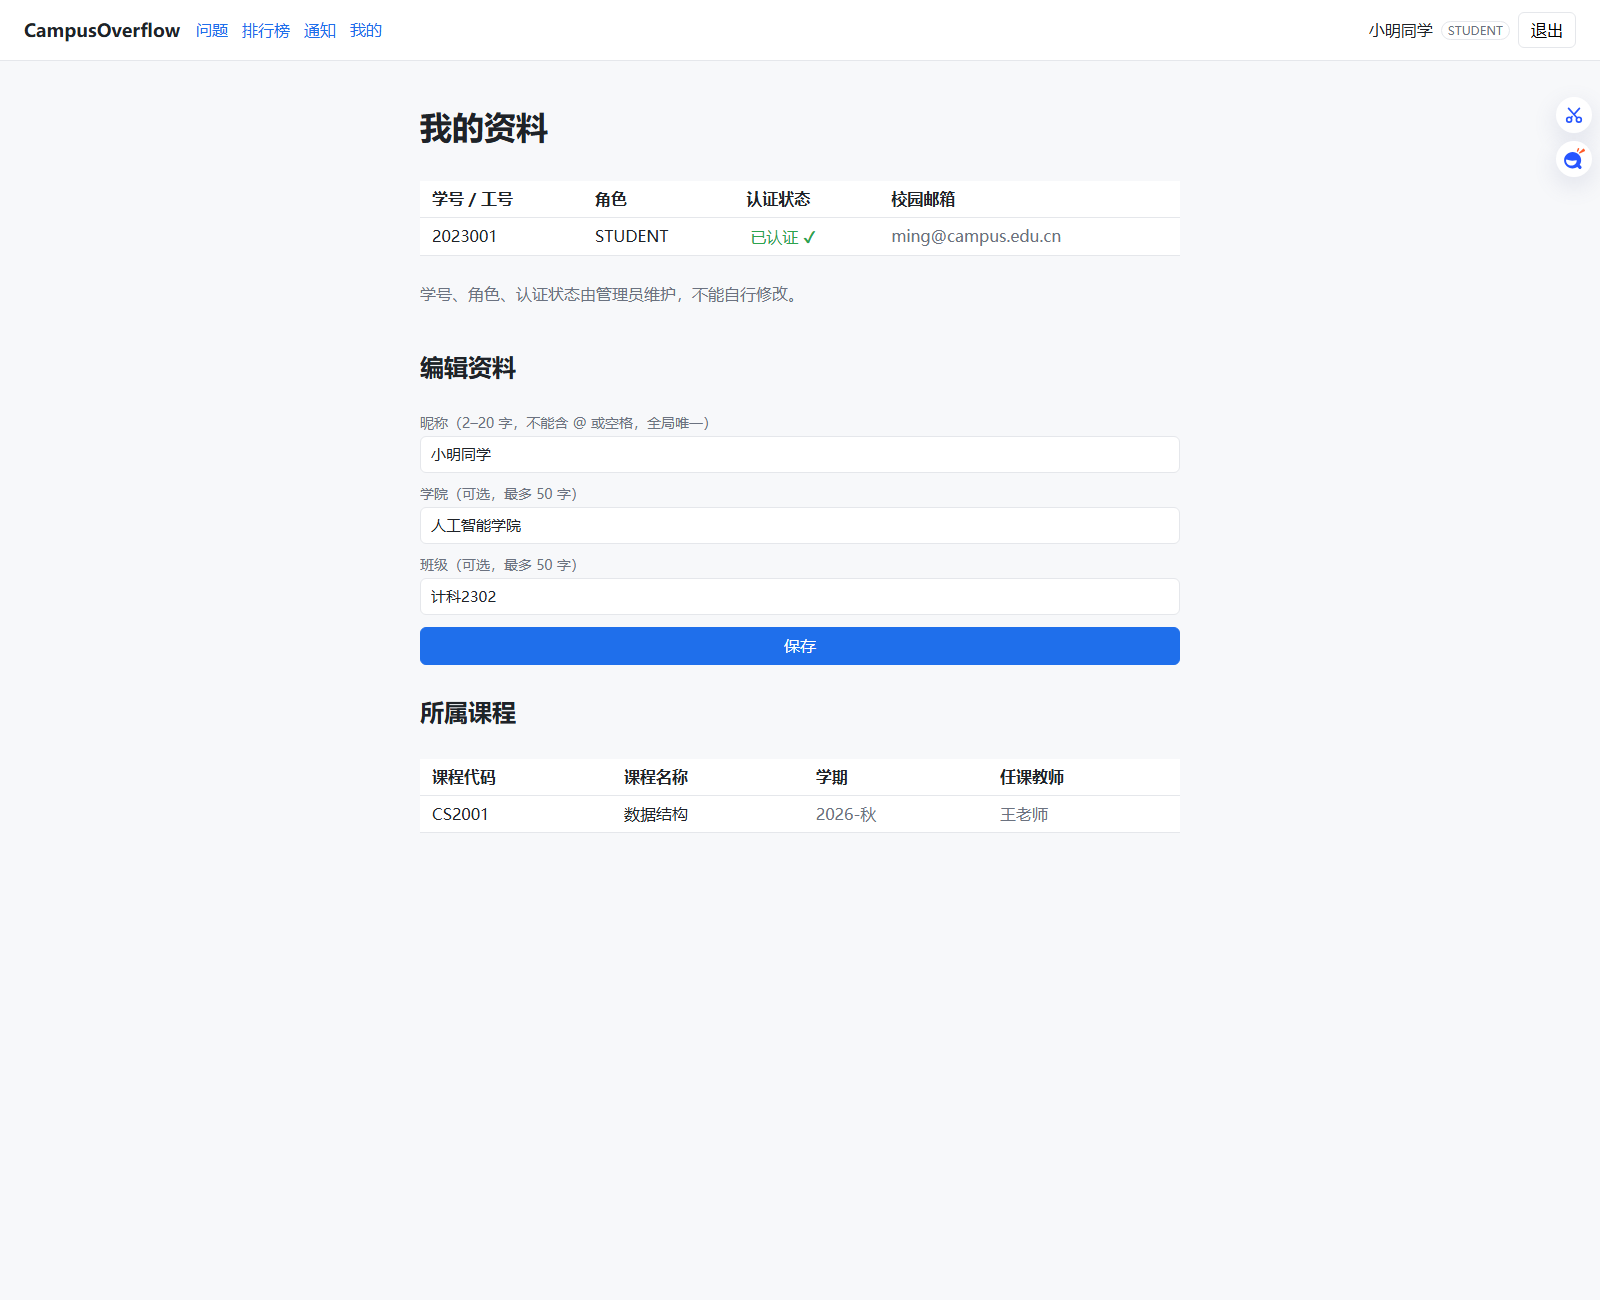 CampusOverflow 问题 排行榜 通知 我的 小明同学 STUDENT 退出
我的资料
学号 / 工号 角色 认证状态 校园邮箱
2023001 STUDENT 已认证 ✓ ming@campus.edu.cn
学号、角色、认证状态由管理员维护，不能自行修改。
编辑资料
昵称（2–20 字，不能含 @ 或空格，全局唯一）
小明同学
学院（可选，最多 50 字）
人工智能学院
班级（可选，最多 50 字）
计科2302
保存
所属课程
课程代码 课程名称 学期 任课教师
CS2001 数据结构 2026-秋 王老师